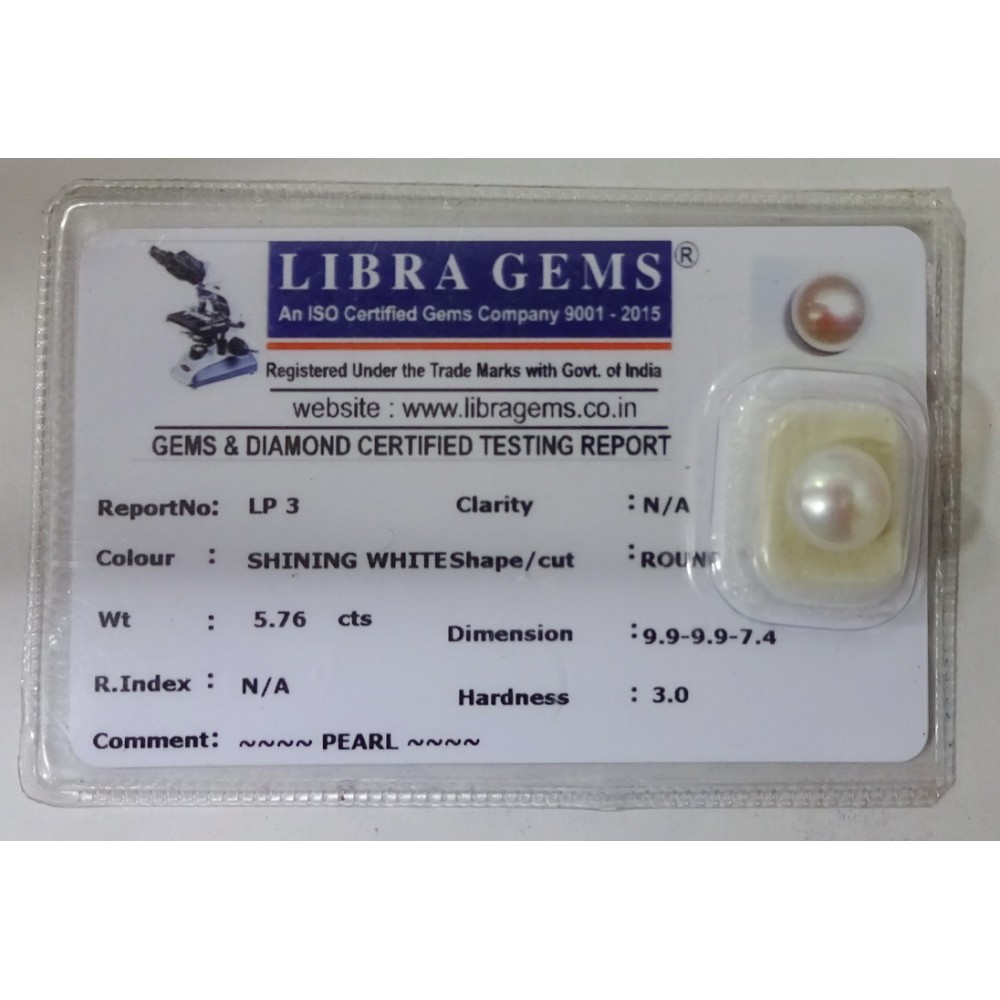 LIBRA GEMS ®
An ISO Certified Gems Company 9001 - 2015
Registered Under the Trade Marks with Govt. of India
website : www.libragems.co.in
GEMS & DIAMOND CERTIFIED TESTING REPORT
ReportNo: LP 3 Clarity : N/A
Colour : SHINING WHITE Shape/cut : ROUND
Wt : 5.76 cts Dimension : 9.9-9.9-7.4
R.Index : N/A Hardness : 3.0
Comment: ~~~~ PEARL ~~~~